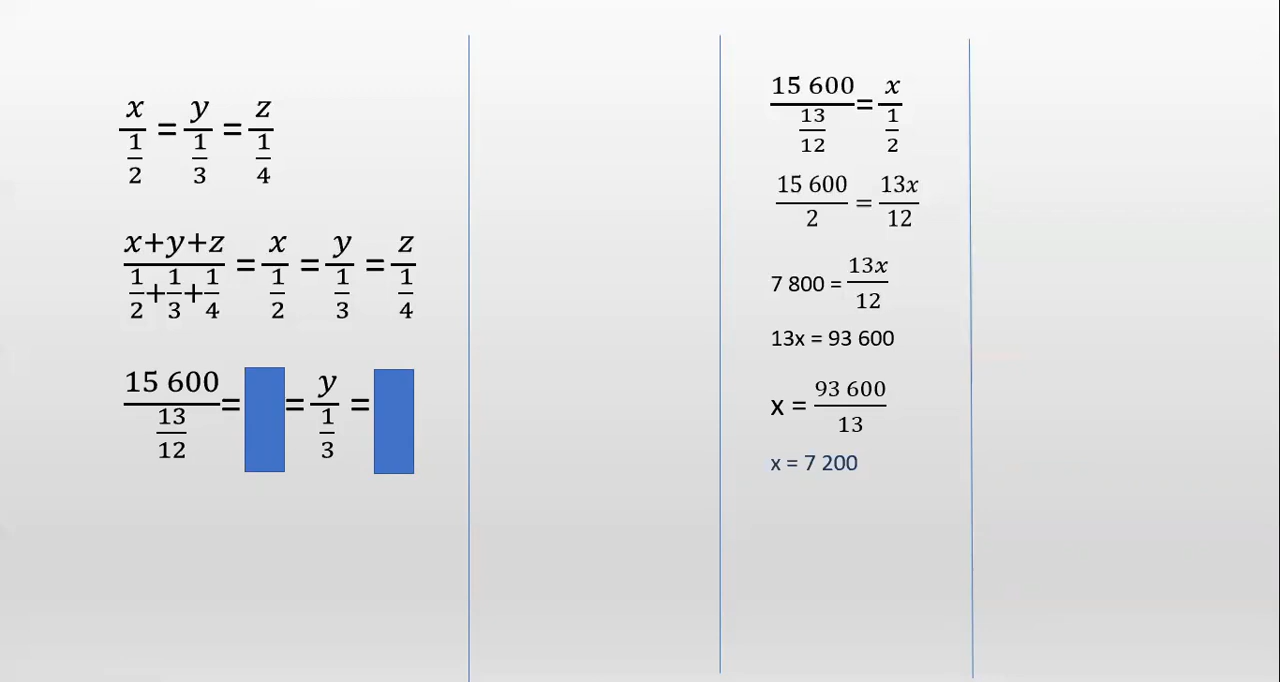 x/(1/2) = y/(1/3) = z/(1/4)
(x+y+z)/(1/2+1/3+1/4) = x/(1/2) = y/(1/3) = z/(1/4)
15 600/(13/12) = = y/(1/3) =
15 600/(13/12) = x/(1/2)
15 600/2 = 13x/12
7 800 = 13x/12
13x = 93 600
x = 93 600/13
x = 7 200